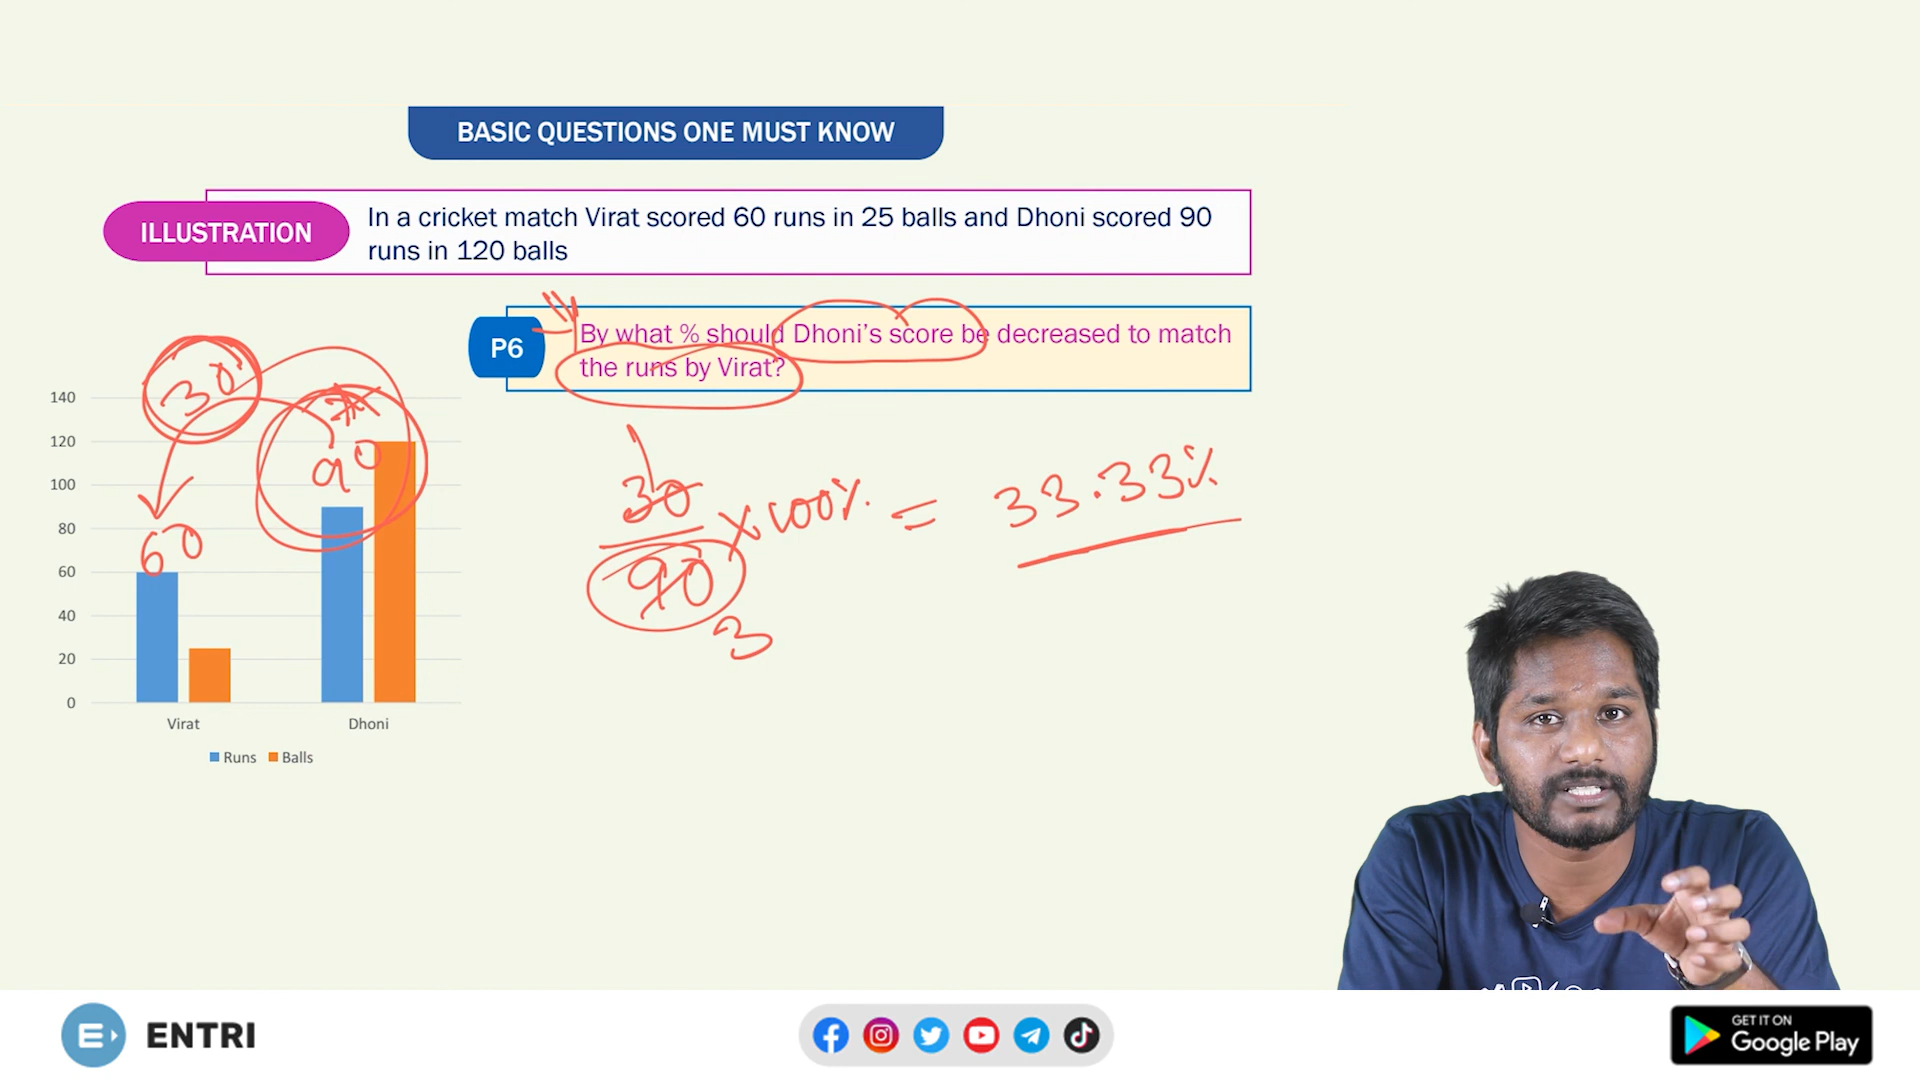 BASIC QUESTIONS ONE MUST KNOW
ILLUSTRATION
In a cricket match Virat scored 60 runs in 25 balls and Dhoni scored 90
runs in 120 balls
P6
By what % should Dhoni's score be decreased to match
the runs by Virat?
140
120
100
80
60
40
20
0
Virat
Dhoni
Runs
Balls
30
90
60
30
90
3
× 100% = 33.33%
ENTRI
GET IT ON
Google Play